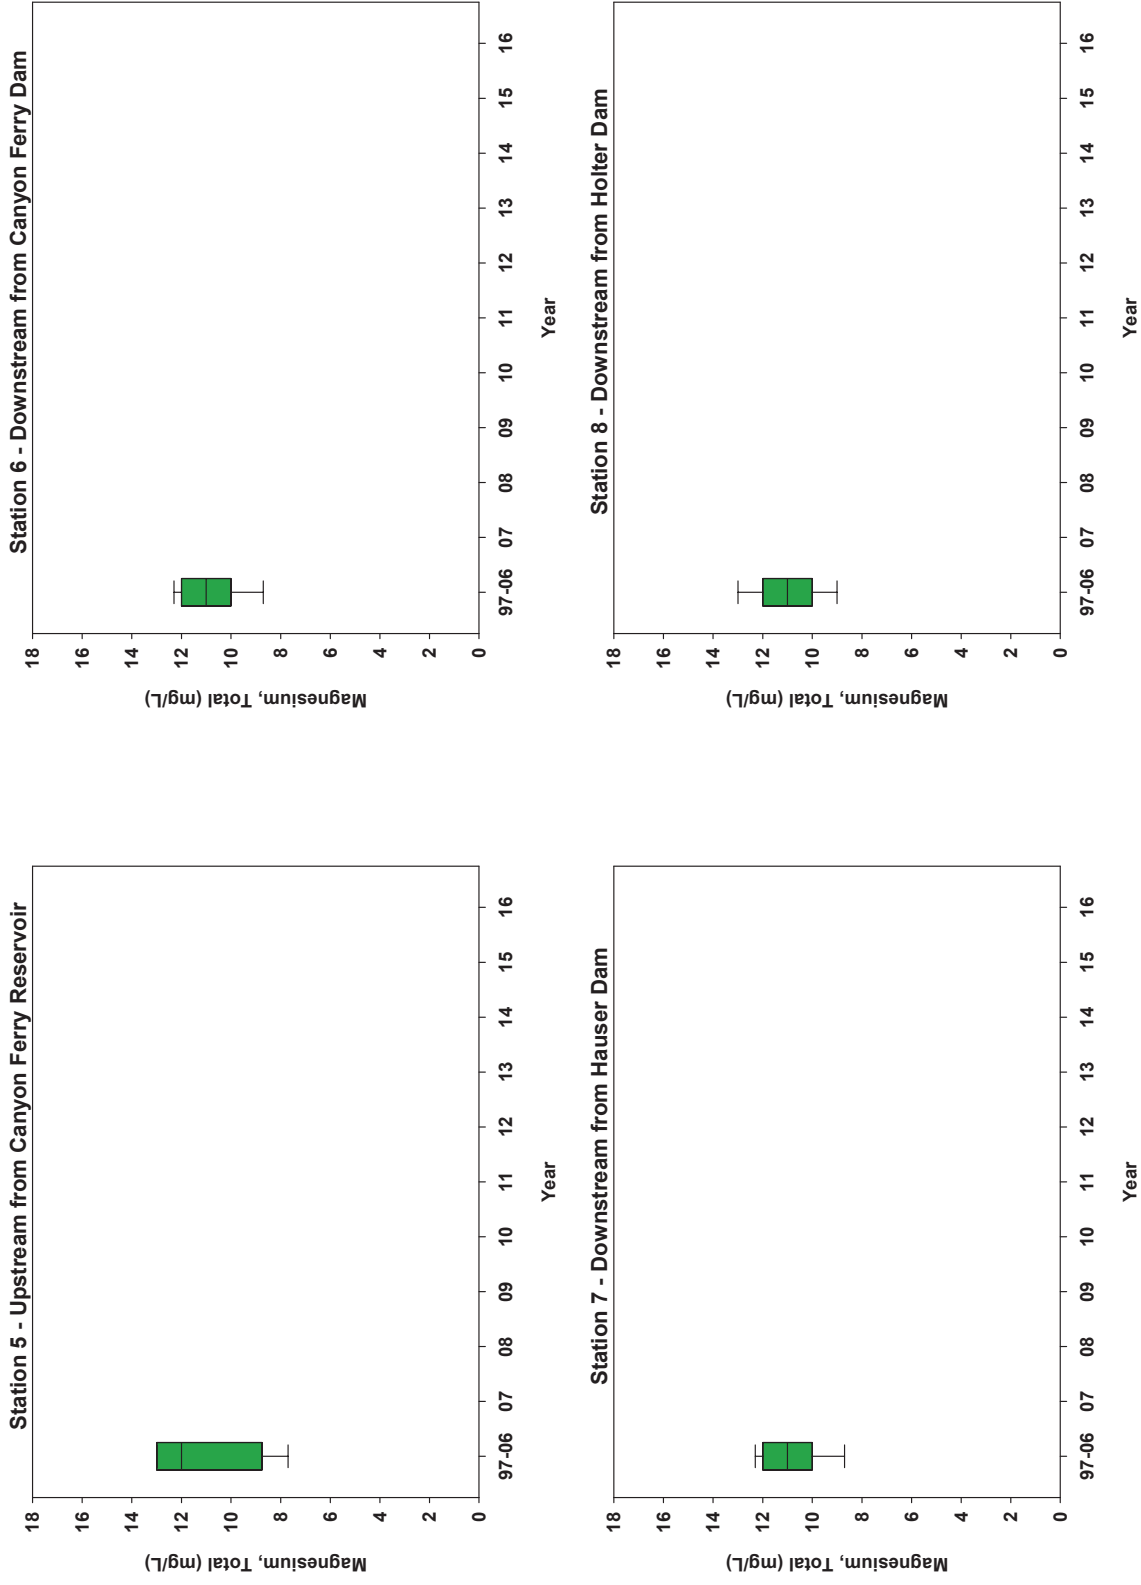 Station 5 - Upstream from Canyon Ferry Reservoir
Magnesium, Total (mg/L)
18
16
14
12
10
8
6
4
2
0
97-06 07 08 09 10 11 12 13 14 15 16
Year
Station 6 - Downstream from Canyon Ferry Dam
Magnesium, Total (mg/L)
18
16
14
12
10
8
6
4
2
0
97-06 07 08 09 10 11 12 13 14 15 16
Year
Station 7 - Downstream from Hauser Dam
Magnesium, Total (mg/L)
18
16
14
12
10
8
6
4
2
0
97-06 07 08 09 10 11 12 13 14 15 16
Year
Station 8 - Downstream from Holter Dam
Magnesium, Total (mg/L)
18
16
14
12
10
8
6
4
2
0
97-06 07 08 09 10 11 12 13 14 15 16
Year